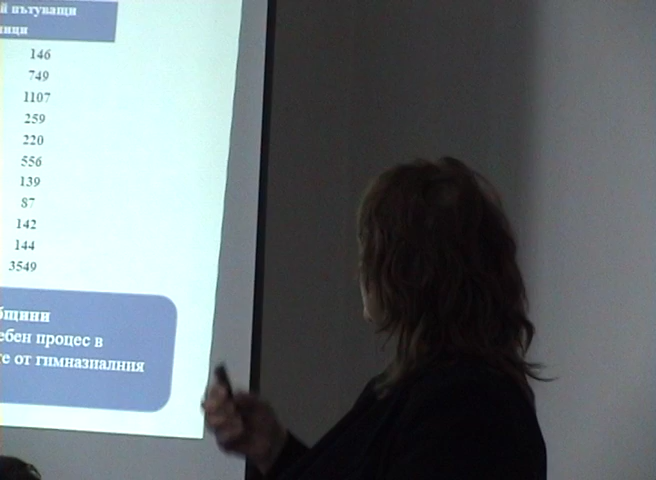 й пътуващи
ници
146
749
1107
259
220
556
139
87
142
144
3549
бщини
ебен процес в
те от гимназиалния